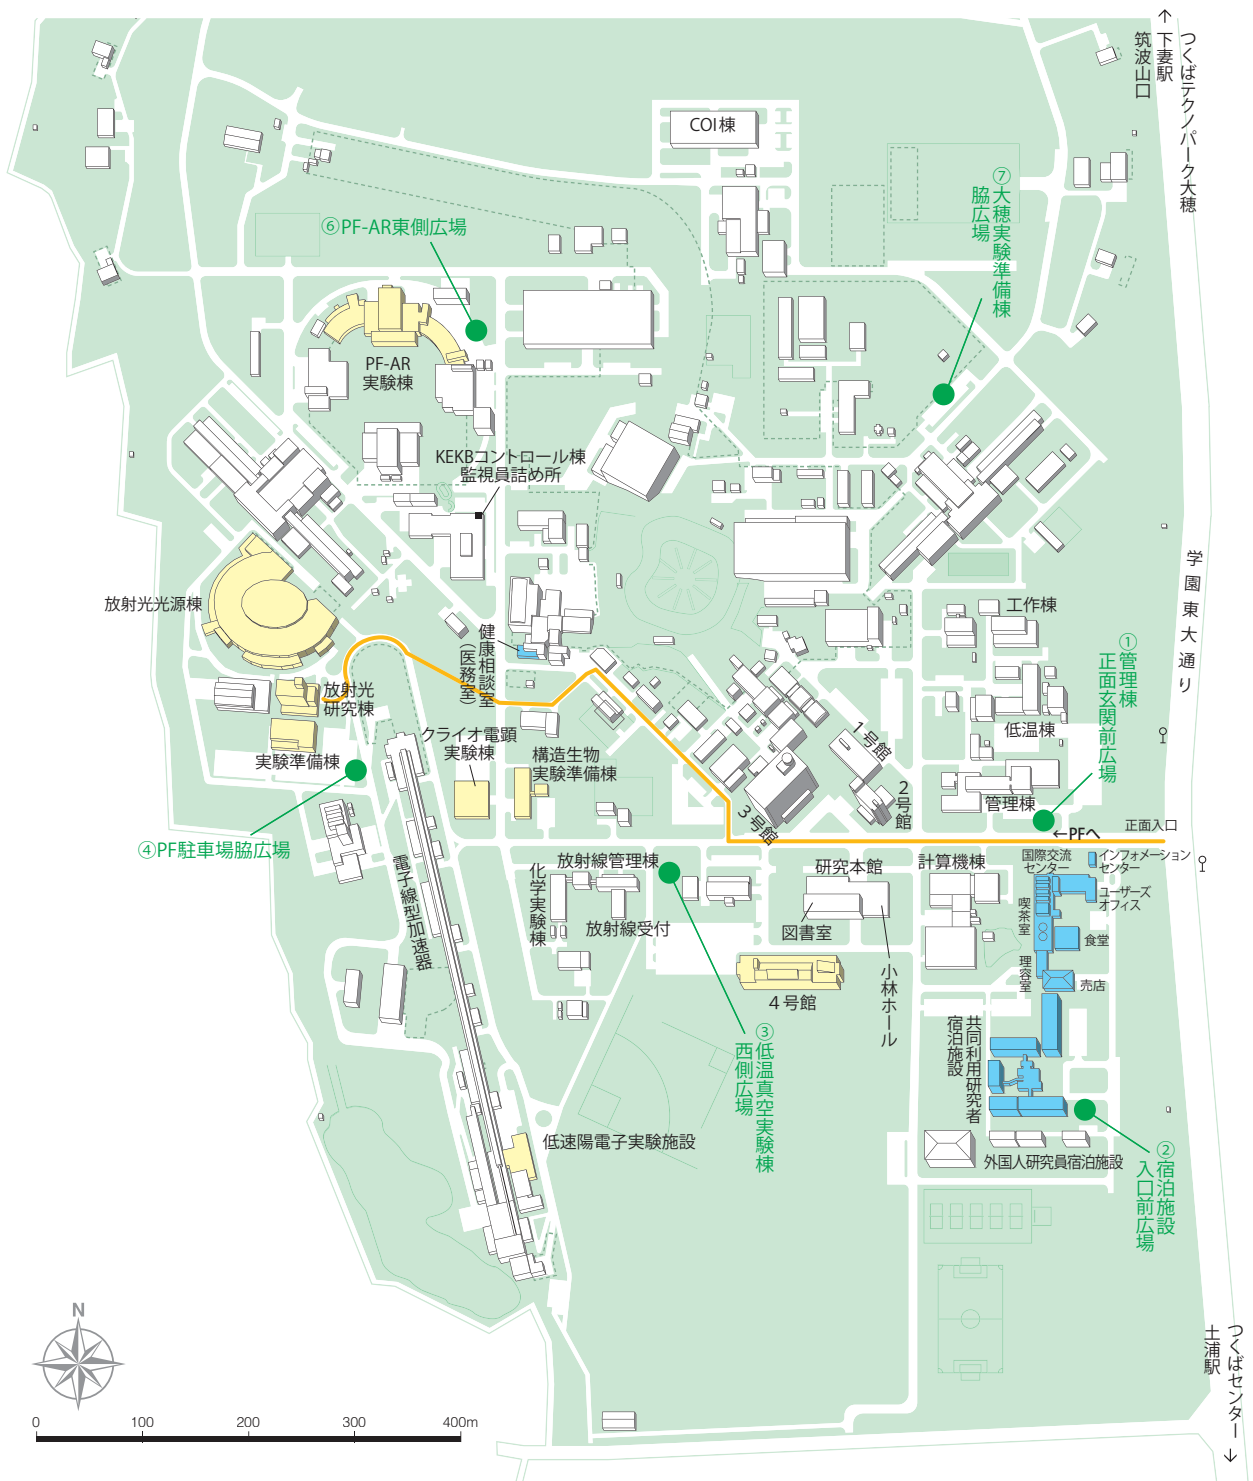 ↑
下妻駅
筑波山口
つくばテクノパーク大穂
COI棟
⑦大穂実験準備棟
脇広場
⑥PF-AR東側広場
PF-AR
実験棟
KEKBコントロール棟
監視員詰め所
学園東大通り
放射光光源棟
工作棟
健康相談室
（医務室）
①管理棟
正面玄関前広場
放射光
研究棟
低温棟
1号館
クライオ電顕
実験棟
構造生物
実験準備棟
実験準備棟
2号館
管理棟
3号館
正面入口
←PFへ
④PF駐車場脇広場
電子線型加速器
化学実験棟
放射線管理棟
放射線受付
研究本館
図書室
小林ホール
計算機棟
国際交流
センター
インフォメーション
センター
ユーザーズ
オフィス
喫茶室
食堂
理容室
売店
4号館
共同利用研究者
宿泊施設
③低温真空実験棟
西側広場
低速陽電子実験施設
外国人研究員宿泊施設
②宿泊施設
入口前広場
N
0 100 200 300 400m
つくばセンター
土浦駅
↓